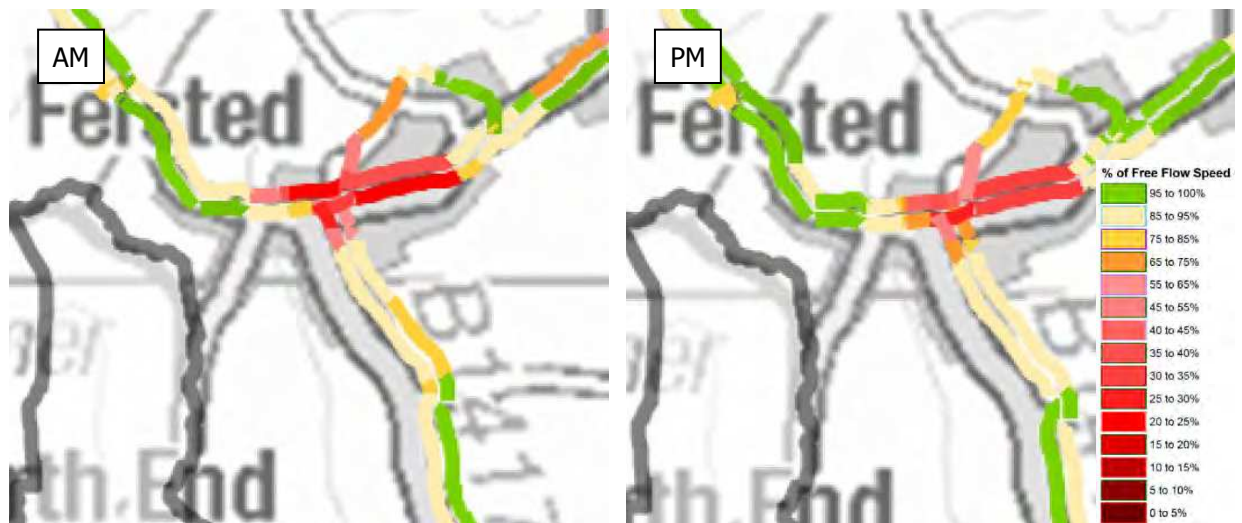 AM
Felsted
B 1 4 1
th End
PM
Felsted
B
th End
% of Free Flow Speed
95 to 100%
85 to 95%
75 to 85%
65 to 75%
55 to 65%
45 to 55%
40 to 45%
35 to 40%
30 to 35%
25 to 30%
20 to 25%
15 to 20%
10 to 15%
5 to 10%
0 to 5%